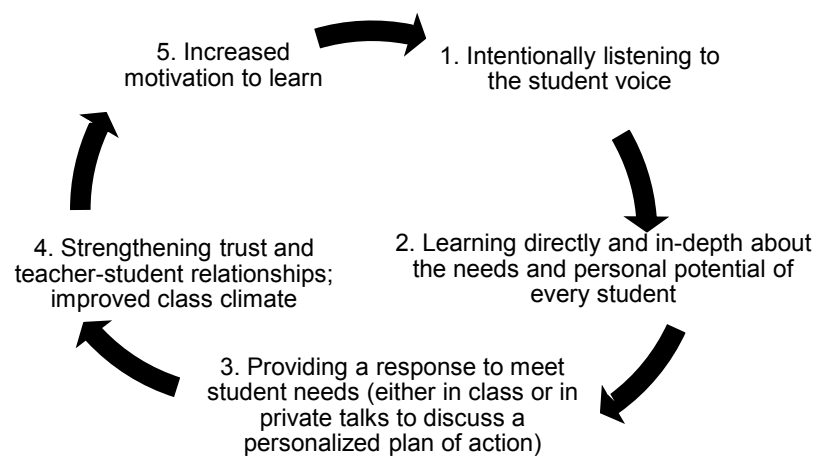 1. Intentionally listening to
the student voice
2. Learning directly and in-depth about
the needs and personal potential of
every student
3. Providing a response to meet
student needs (either in class or in
private talks to discuss a
personalized plan of action)
4. Strengthening trust and
teacher-student relationships;
improved class climate
5. Increased
motivation to learn